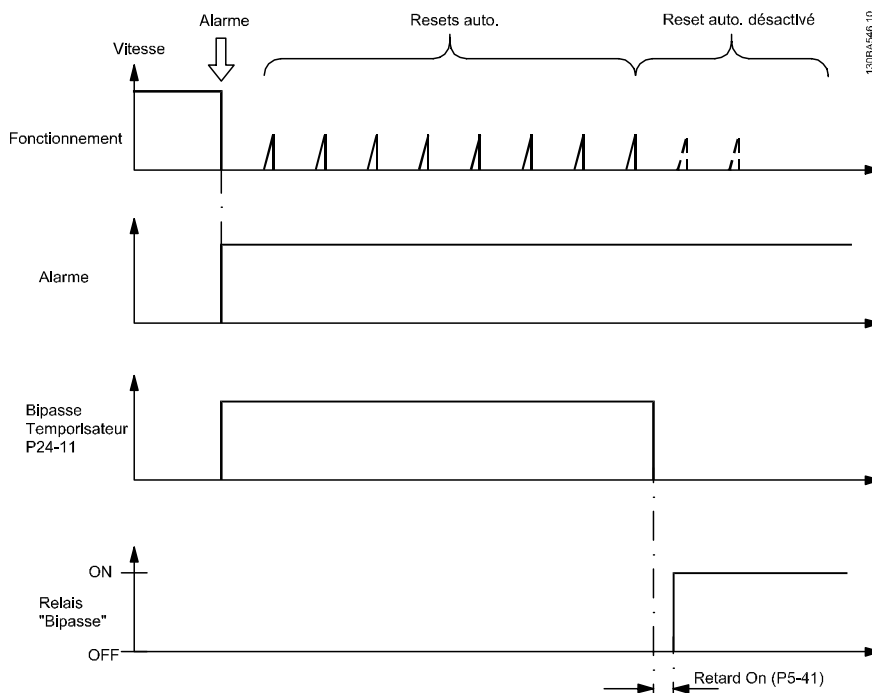 Alarme
Resets auto.
Reset auto. désactivé
130BA546.10
Vitesse
Fonctionnement
Alarme
Bipasse
Temporlsateur
P24-11
ON
Relais
"Bipasse"
OFF
Retard On (P5-41)